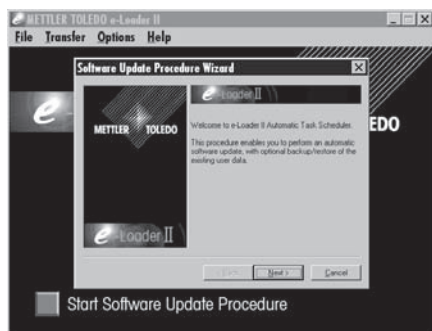 METTLER TOLEDO e-Loader II
File Transfer Options Help
Software Update Procedure Wizard
e-Loader II
METTLER TOLEDO
Welcome to e-Loader II Automatic Task Scheduler.
This procedure enables you to perform an automatic
software update, with optional backup/restore of the
existing user data.
e
EDO
e-Loader II
< Back Next > Cancel
Start Software Update Procedure